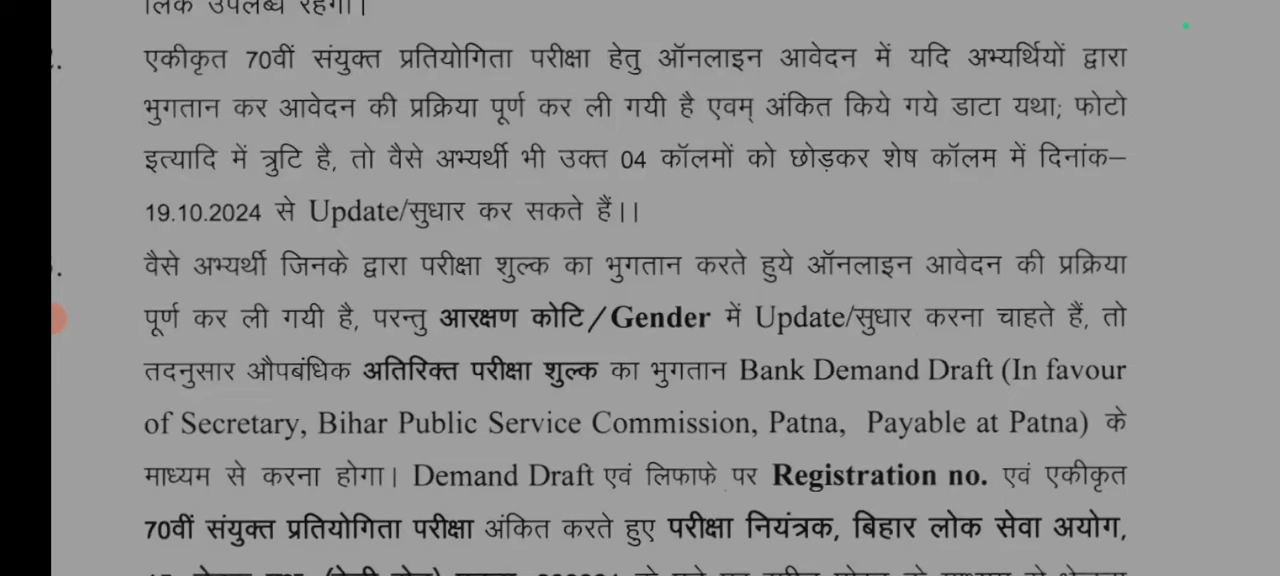 लिंक उपलब्ध रहेगा।
एकीकृत 70वीं संयुक्त प्रतियोगिता परीक्षा हेतु ऑनलाइन आवेदन में यदि अभ्यर्थियों द्वारा
भुगतान कर आवेदन की प्रक्रिया पूर्ण कर ली गयी है एवम् अंकित किये गये डाटा यथा; फोटो
इत्यादि में त्रुटि है, तो वैसे अभ्यर्थी भी उक्त 04 कॉलमों को छोड़कर शेष कॉलम में दिनांक–
19.10.2024 से Update/सुधार कर सकते हैं।।
वैसे अभ्यर्थी जिनके द्वारा परीक्षा शुल्क का भुगतान करते हुये ऑनलाइन आवेदन की प्रक्रिया
पूर्ण कर ली गयी है, परन्तु आरक्षण कोटि/Gender में Update/सुधार करना चाहते हैं, तो
तदनुसार औपबंधिक अतिरिक्त परीक्षा शुल्क का भुगतान Bank Demand Draft (In favour
of Secretary, Bihar Public Service Commission, Patna, Payable at Patna) के
माध्यम से करना होगा। Demand Draft एवं लिफाफे पर Registration no. एवं एकीकृत
70वीं संयुक्त प्रतियोगिता परीक्षा अंकित करते हुए परीक्षा नियंत्रक, बिहार लोक सेवा अयोग,